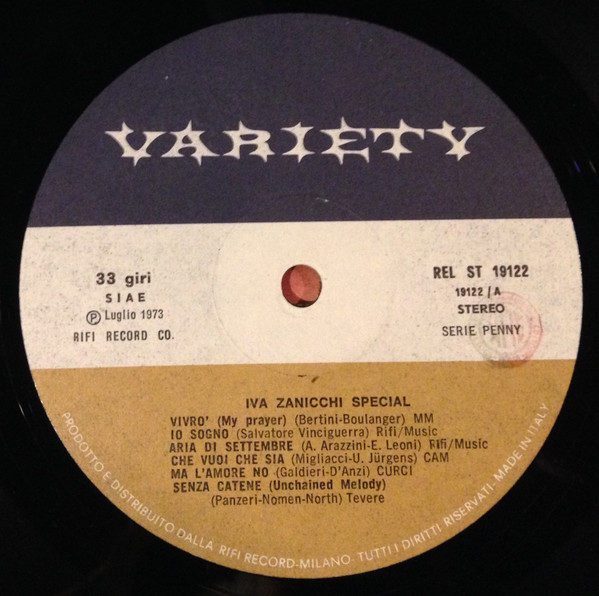 VARIETY
33 giri
SIAE
Ⓟ Luglio 1973
RIFI RECORD CO.
REL ST 19122
19122 / A
STEREO
SERIE PENNY
IVA ZANICCHI SPECIAL
VIVRO' (My prayer) (Bertini-Boulanger) MM
IO SOGNO (Salvatore Vinciguerra) Rifi/Music
ARIA DI SETTEMBRE (A. Arazzini-E. Leoni) Rifi/Music
CHE VUOI CHE SIA (Migliacci-U. Jürgens) CAM
MA L'AMORE NO (Galdieri-D'Anzi) CURCI
SENZA CATENE (Unchained Melody)
(Panzeri-Nomen-North) Tevere
PRODOTTO E DISTRIBUITO DALLA RIFI RECORD-MILANO. TUTTI I DIRITTI RISERVATI-MADE IN ITALY